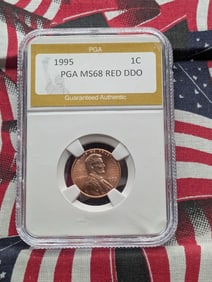 PGA
1995 1C
PGA MS68 RED DDO
Guaranteed Authentic